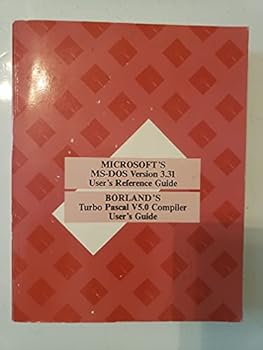 MICROSOFT'S
MS-DOS Version 3.31
User's Reference Guide
BORLAND'S
Turbo Pascal V5.0 Compiler
User's Guide